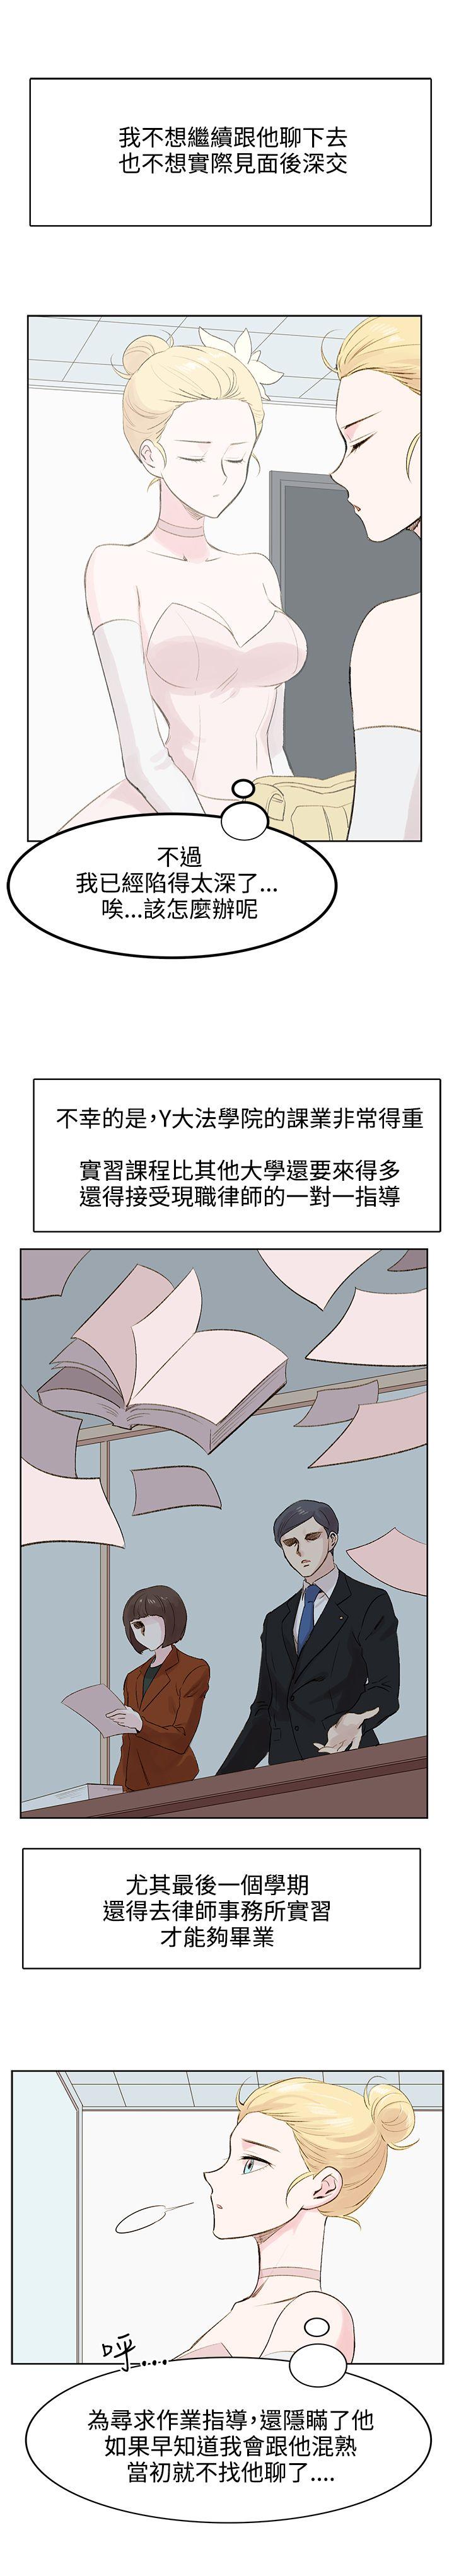 我不想繼續跟他聊下去
也不想實際見面後深交
不過
我已經陷得太深了...
唉...該怎麼辦呢
不幸的是，Y大法學院的課業非常得重
實習課程比其他大學還要來得多
還得接受現職律師的一對一指導
尤其最後一個學期
還得去律師事務所實習
才能夠畢業
呼....
為尋求作業指導，還隱瞞了他
如果早知道我會跟他混熟
當初就不找他聊了....